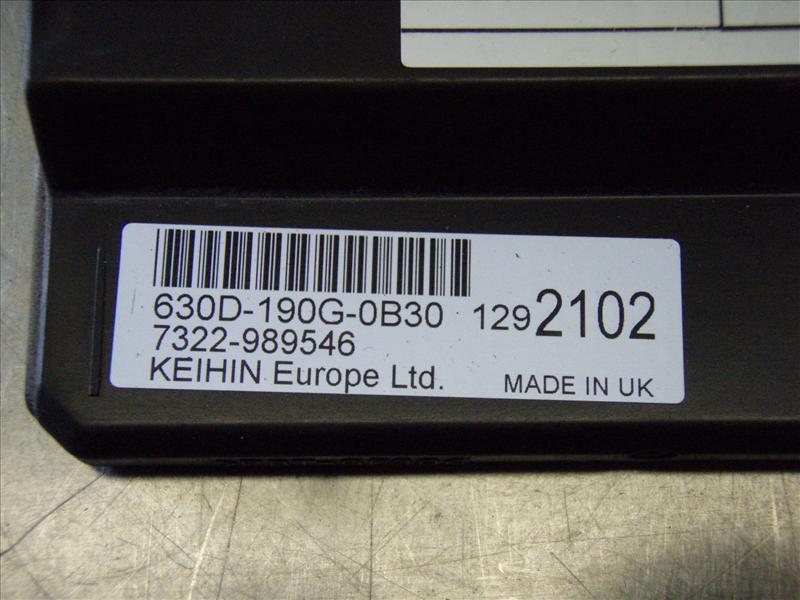 630D-190G-0B30 1292102
7322-989546
KEIHIN Europe Ltd. MADE IN UK